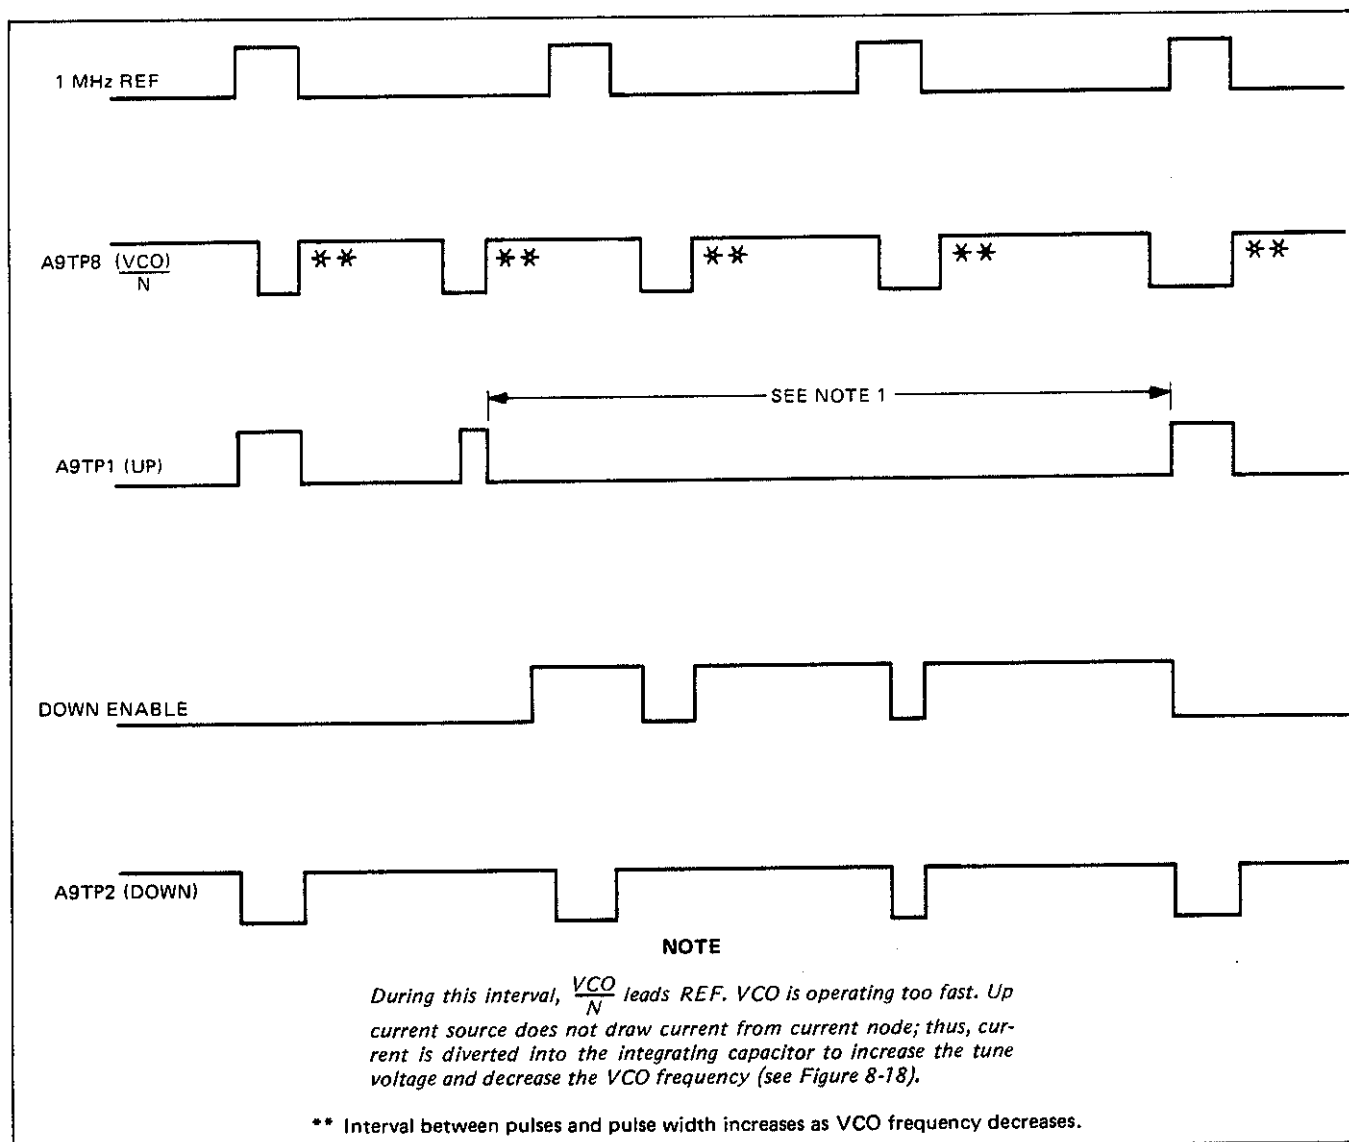 1 MHz REF
A9TP8 (VCO)
N
** ** ** ** **
SEE NOTE 1
A9TP1 (UP)
DOWN ENABLE
A9TP2 (DOWN)
NOTE
During this interval, VCO/N leads REF. VCO is operating too fast. Up
current source does not draw current from current node; thus, cur-
rent is diverted into the integrating capacitor to increase the tune
voltage and decrease the VCO frequency (see Figure 8-18).
** Interval between pulses and pulse width increases as VCO frequency decreases.